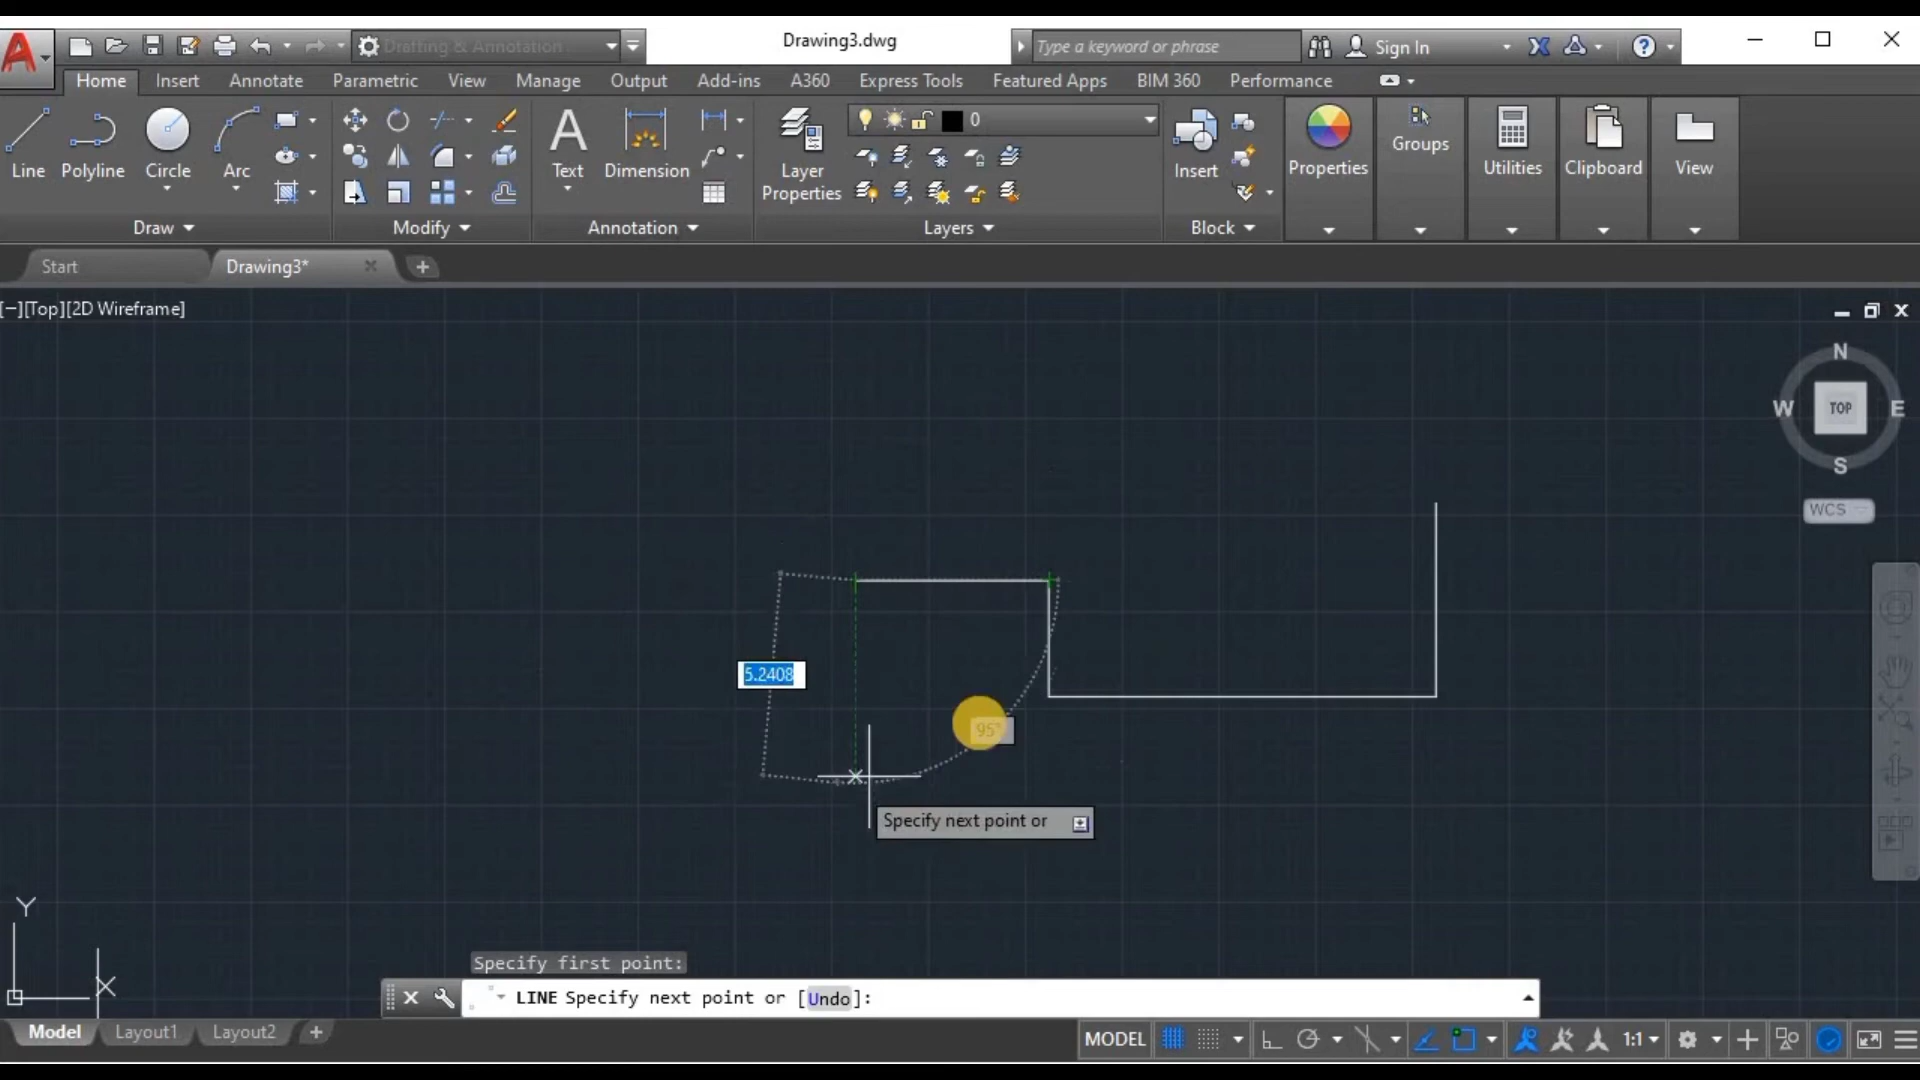 Drafting & Annotation
Drawing3.dwg
Type a keyword or phrase
Sign In
Home Insert Annotate Parametric View Manage Output Add-ins A360 Express Tools Featured Apps BIM 360 Performance
0
Line Polyline Circle Arc Text Dimension Layer Properties Insert Properties Groups Utilities Clipboard View
Draw Modify Annotation Layers Block
Start Drawing3*
[−][Top][2D Wireframe]
N
W TOP E
S
WCS
5.2408
95°
Specify next point or
Y
X
Specify first point:
LINE Specify next point or [Undo]:
Model Layout1 Layout2
MODEL 1:1